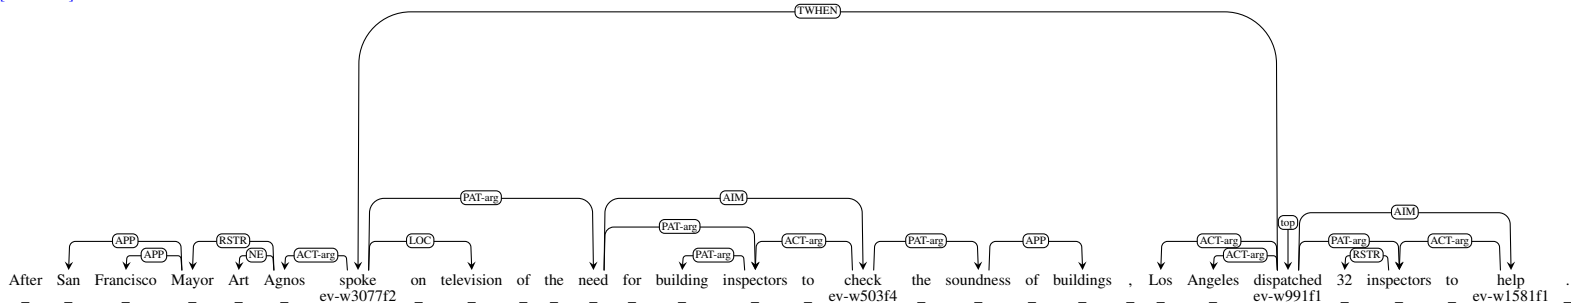 TWHEN
PAT-arg AIM
AIM
top
PAT-arg
APP RSTR ACT-arg LOC ACT-arg PAT-arg APP ACT-arg PAT-arg ACT-arg
APP NE PAT-arg ACT-arg RSTR
After San Francisco Mayor Art Agnos spoke on television of the need for building inspectors to check the soundness of buildings , Los Angeles dispatched 32 inspectors to help .
_ _ _ _ _ _ ev-w3077f2 _ _ _ _ _ _ _ _ _ ev-w503f4 _ _ _ _ _ _ _ ev-w991f1 _ _ _ ev-w1581f1 _